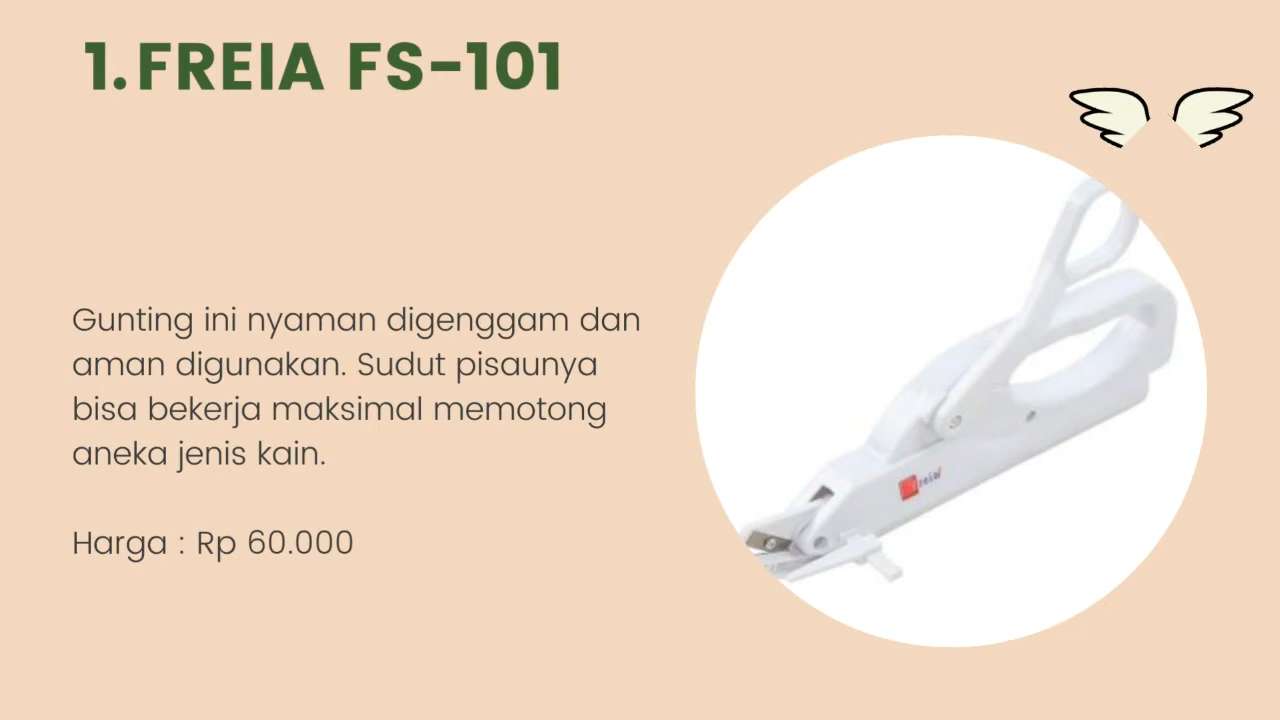 1. FREIA FS-101
Gunting ini nyaman digenggam dan
aman digunakan. Sudut pisaunya
bisa bekerja maksimal memotong
aneka jenis kain.
Harga : Rp 60.000